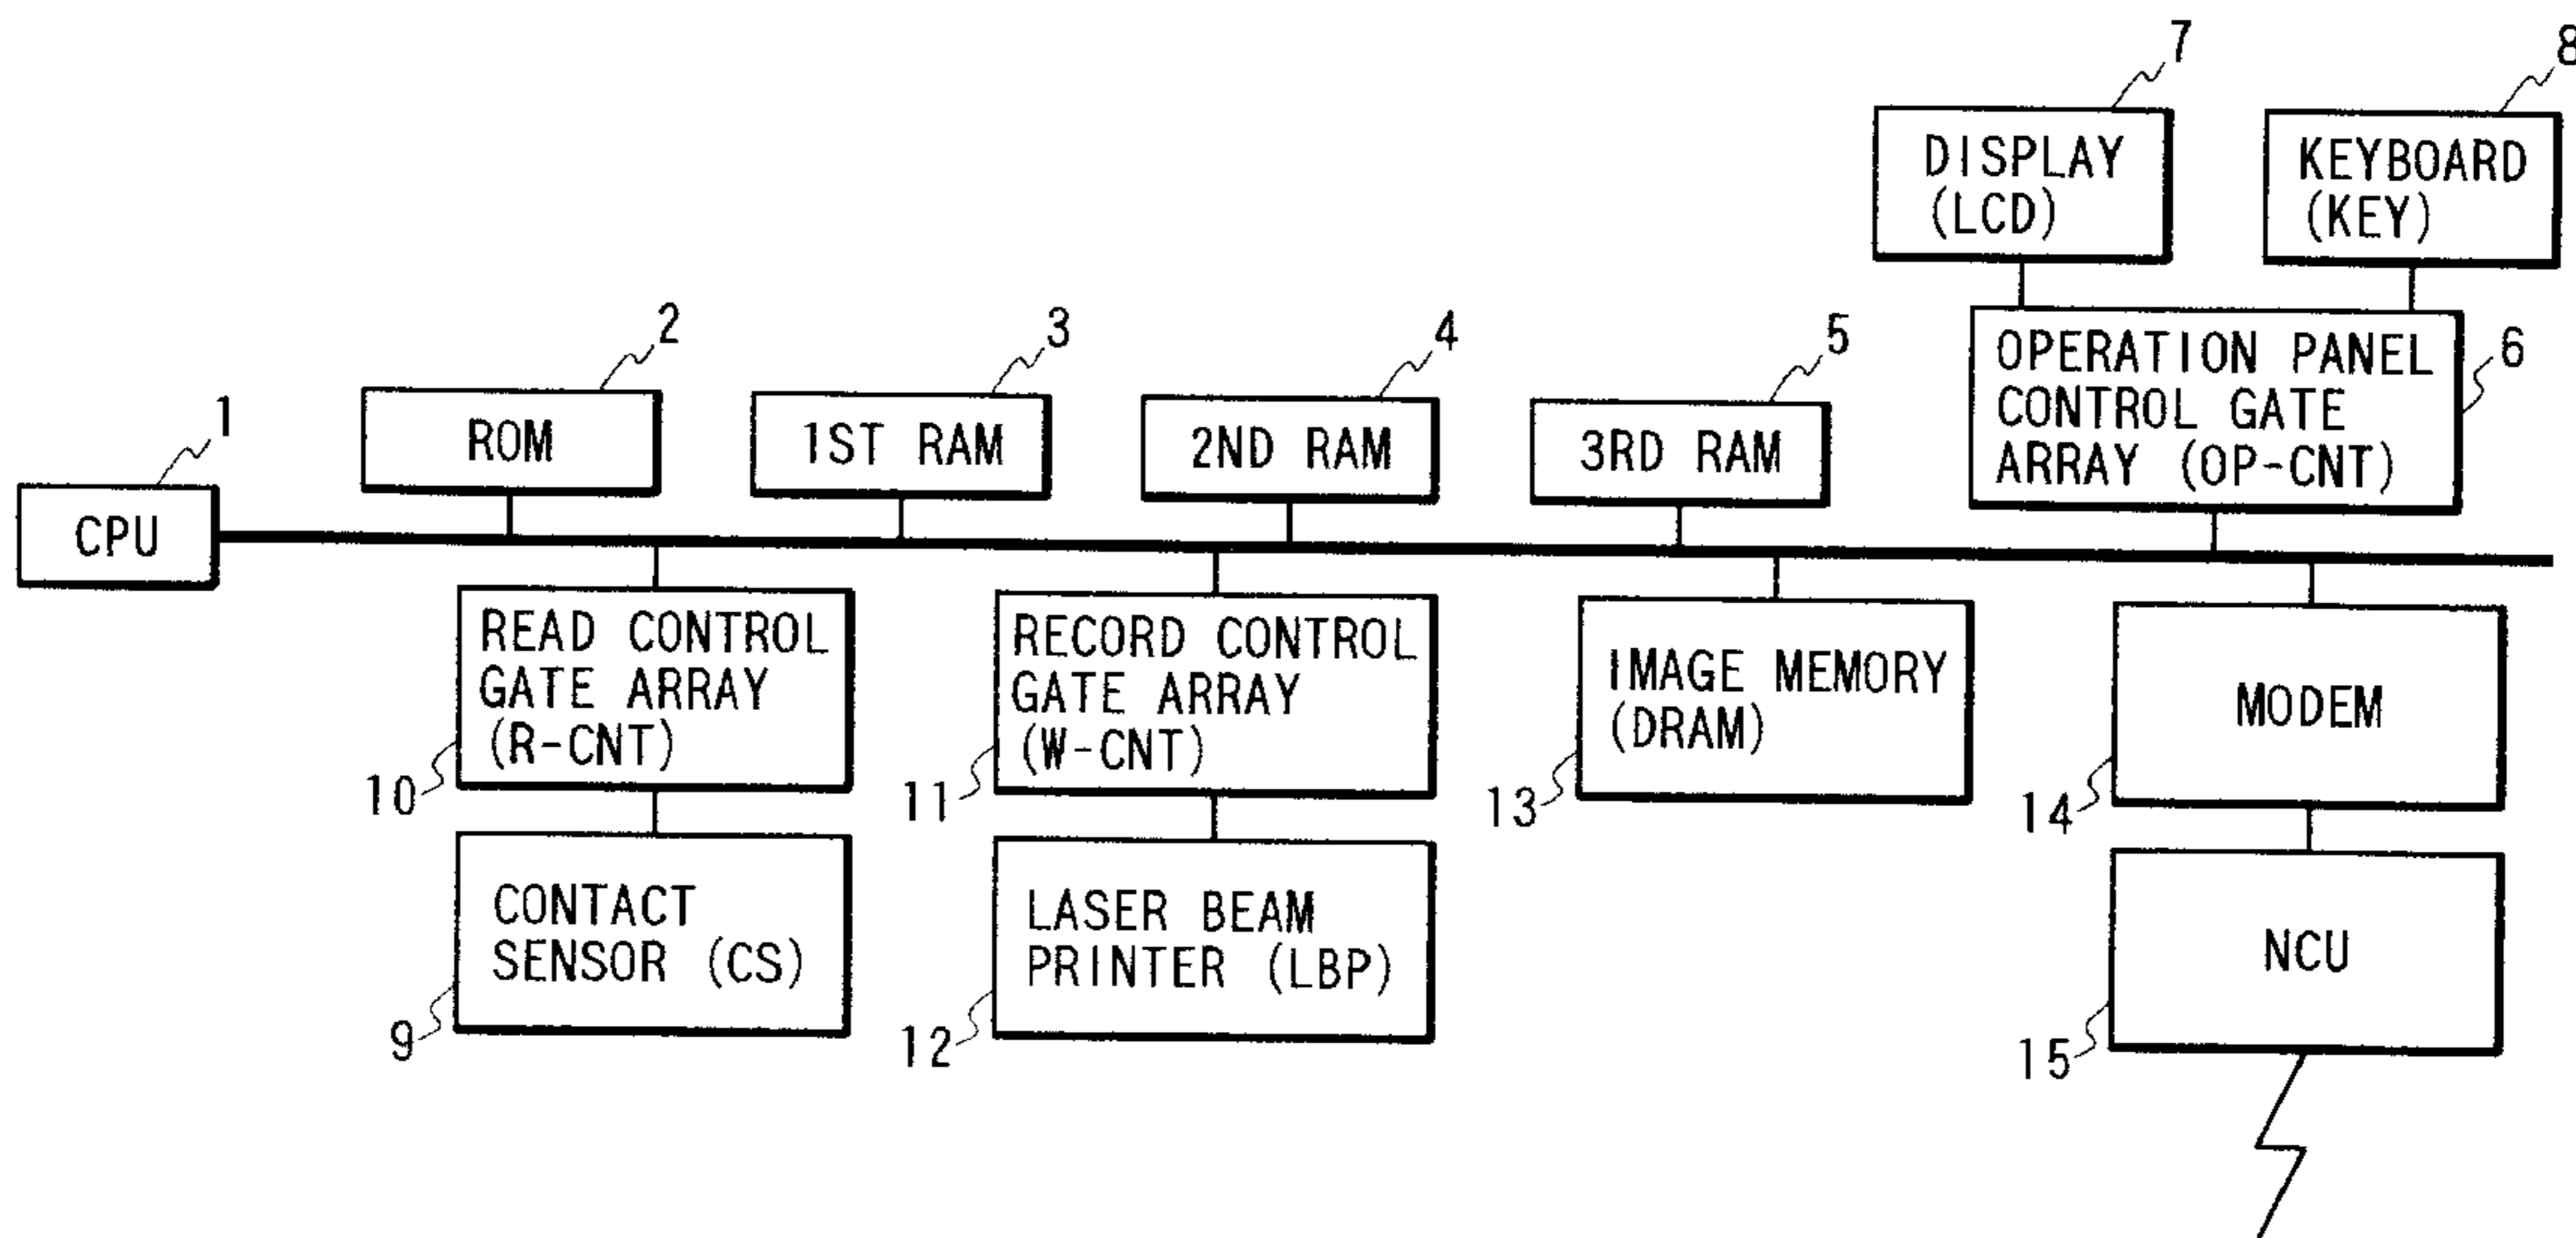 7
8
DISPLAY
(LCD)
KEYBOARD
(KEY)
2
3
4
5
6
OPERATION PANEL
CONTROL GATE
ARRAY (OP-CNT)
1
ROM
1ST RAM
2ND RAM
3RD RAM
CPU
READ CONTROL
GATE ARRAY
(R-CNT)
10
RECORD CONTROL
GATE ARRAY
(W-CNT)
11
IMAGE MEMORY
(DRAM)
13
MODEM
14
CONTACT
SENSOR (CS)
9
LASER BEAM
PRINTER (LBP)
12
NCU
15